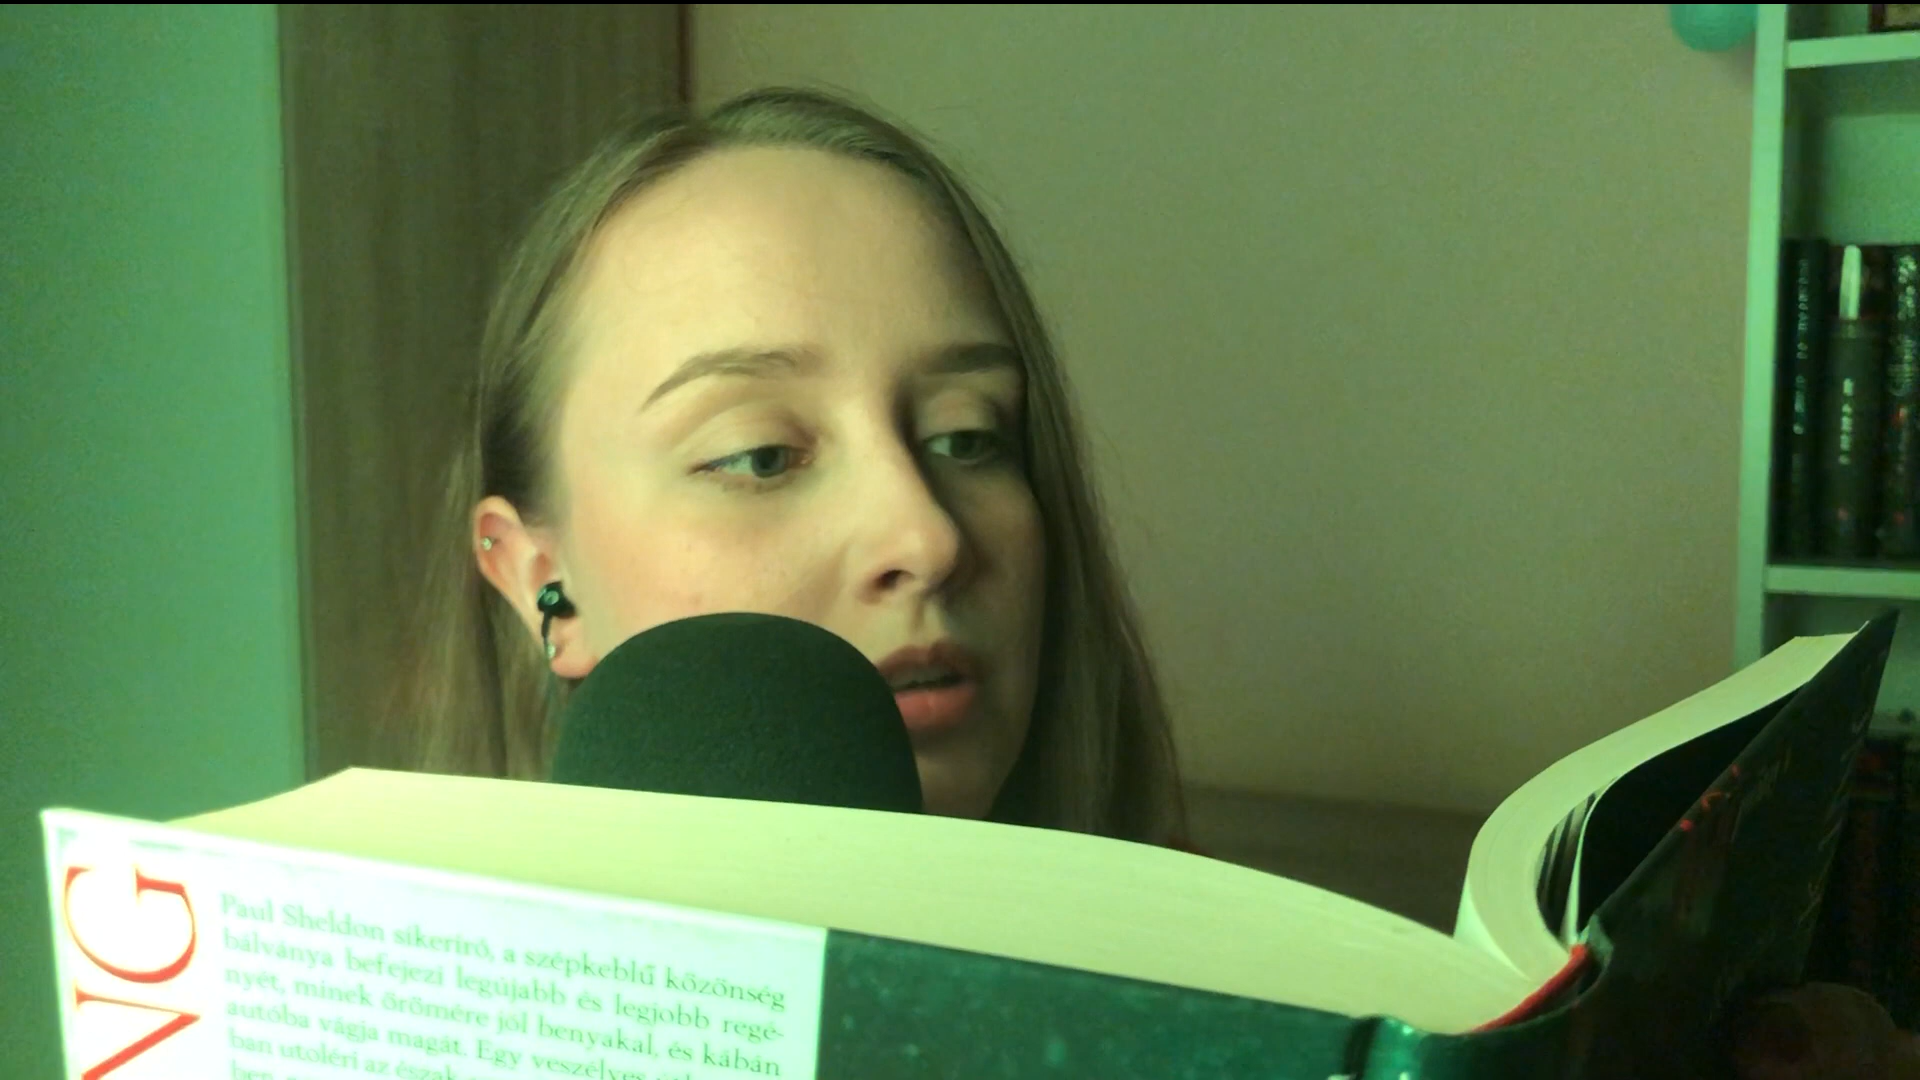 NG
Paul Sheldon sikeríró, a szépkeblű közönség
bálványa befejezi legújabb és legjobb regé-
nyét, minek örömére jól benyakal, és kábán
autóba vágja magát. Egy veszélyes
ban utoléri az észak
ben